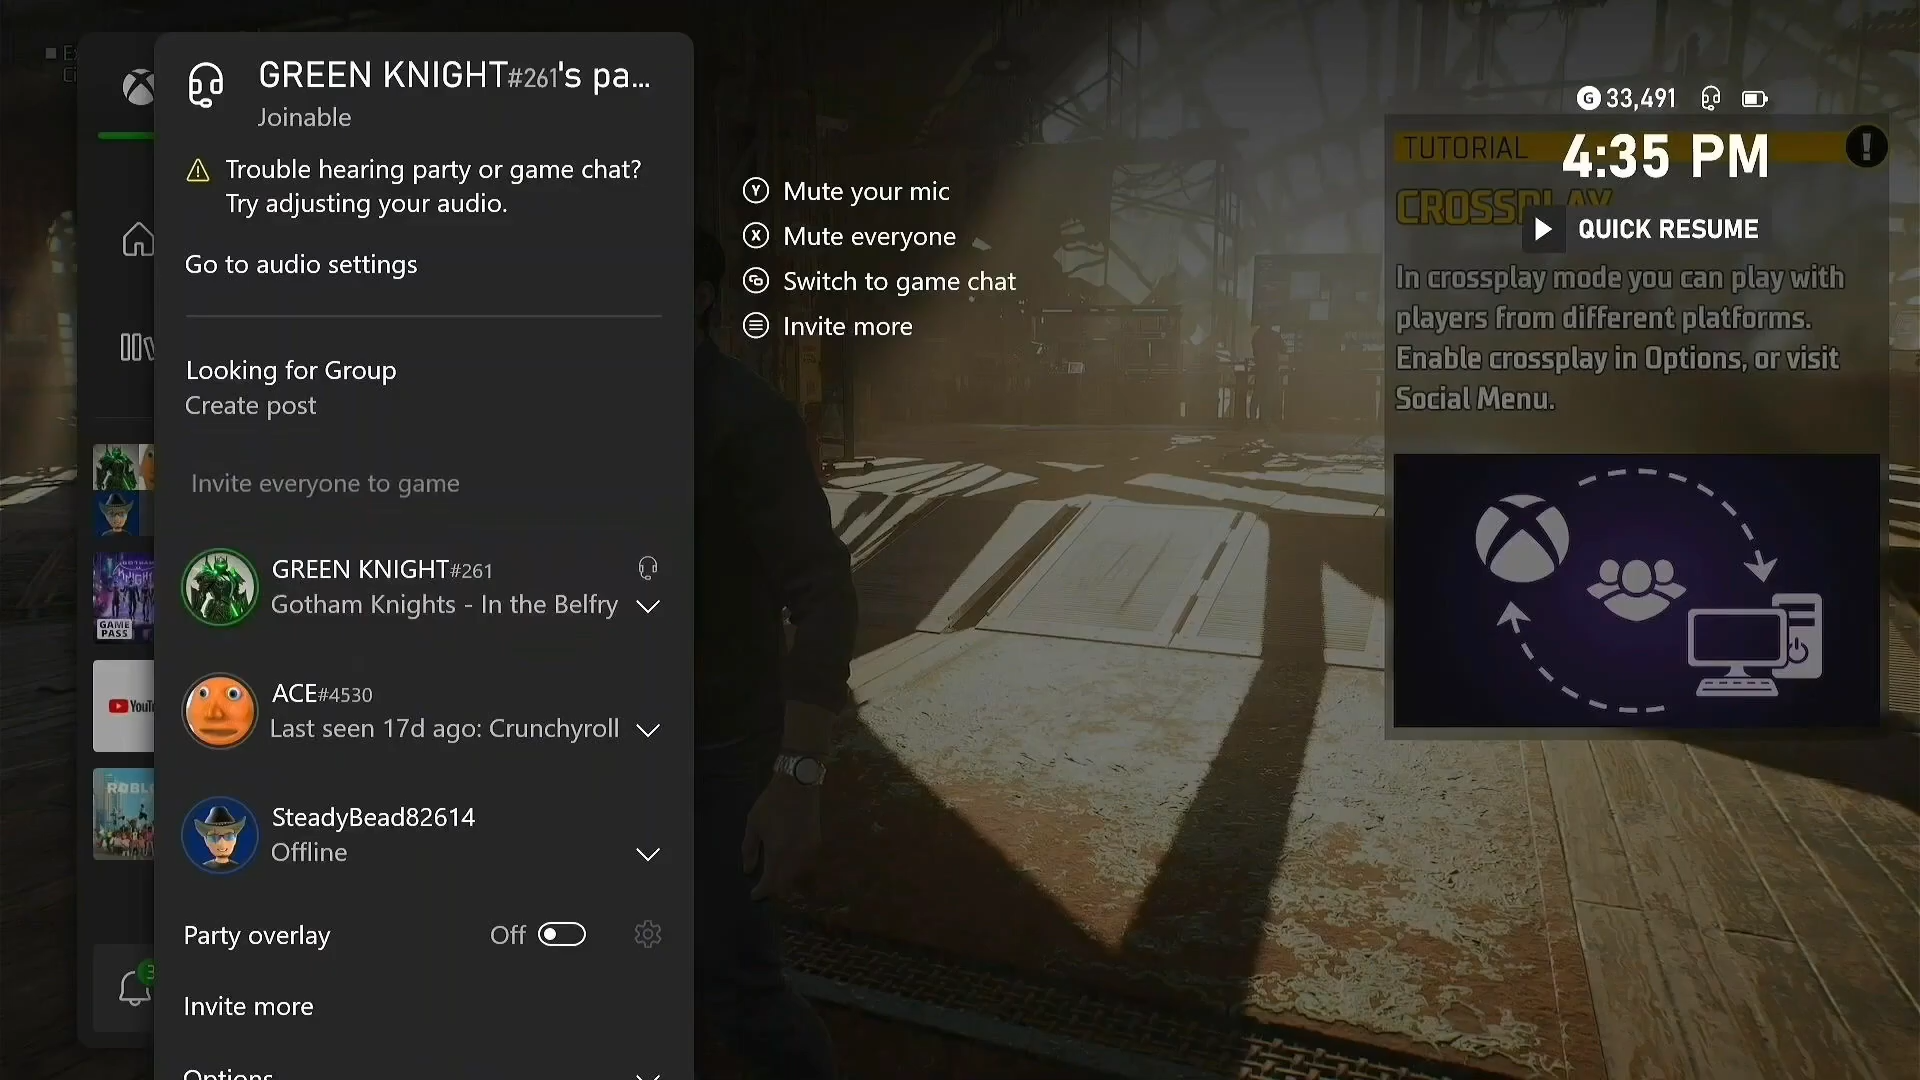 GREEN KNIGHT#261's pa...
Joinable
Trouble hearing party or game chat?
Try adjusting your audio.
Go to audio settings
Looking for Group
Create post
Invite everyone to game
GREEN KNIGHT#261
Gotham Knights - In the Belfry
ACE#4530
Last seen 17d ago: Crunchyroll
SteadyBead82614
Offline
Party overlay
Off
Invite more
Options
GAME
PASS
YouT
ROBL
3
Y Mute your mic
X Mute everyone
Switch to game chat
Invite more
G 33,491
4:35 PM
QUICK RESUME
TUTORIAL
!
CROSSPLAY
In crossplay mode you can play with
players from different platforms.
Enable crossplay in Options, or visit
Social Menu.